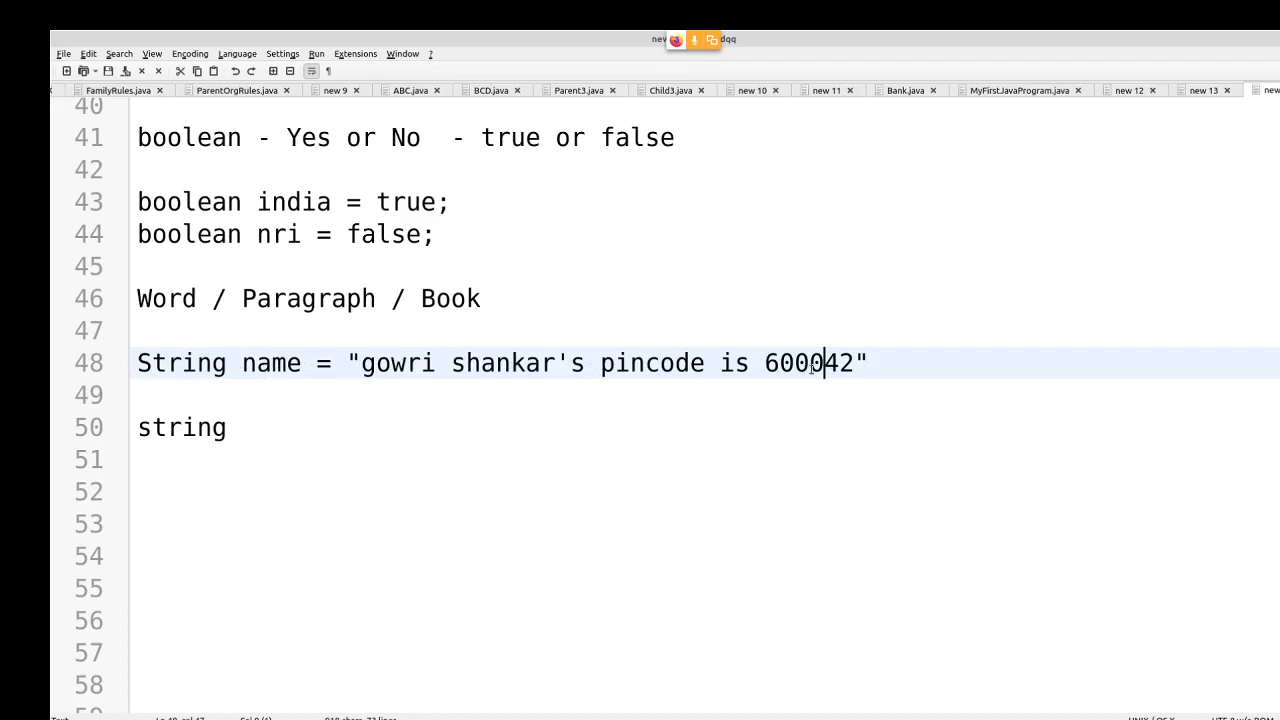 new dqq
File Edit Search View Encoding Language Settings Run Extensions Window ?
FamilyRules.java ParentOrgRules.java new 9 ABC.java BCD.java Parent3.java Child3.java new 10 new 11 Bank.java MyFirstJavaProgram.java new 12 new 13 new
40
41 boolean - Yes or No  - true or false
42
43 boolean india = true;
44 boolean nri = false;
45
46 Word / Paragraph / Book
47
48 String name = "gowri shankar's pincode is 600042"
49
50 string
51
52
53
54
55
56
57
58